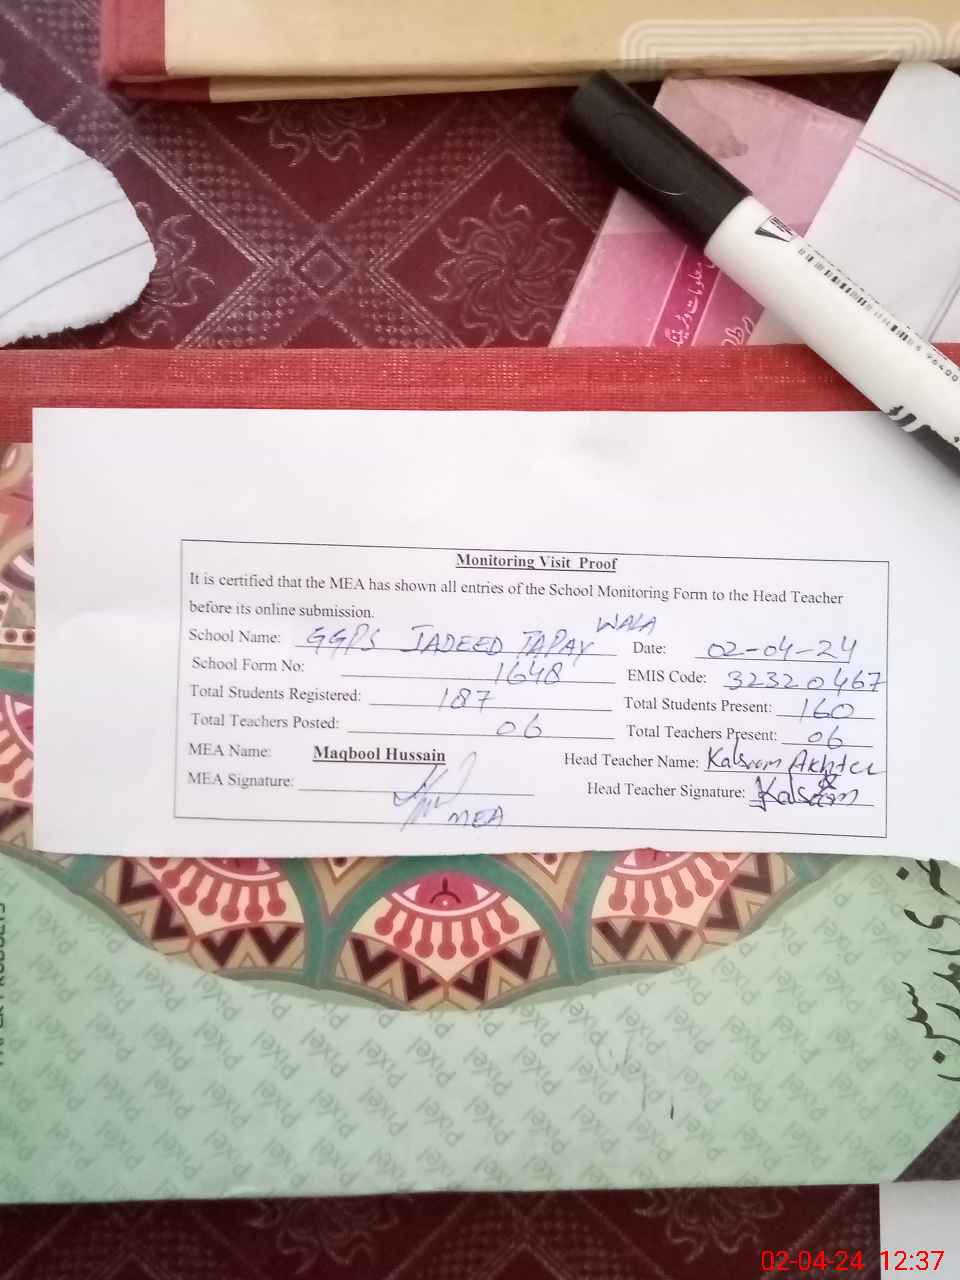 معلومات
Monitoring Visit Proof
It is certified that the MEA has shown all entries of the School Monitoring Form to the Head Teacher
before its online submission.
School Name: GGPS JADEED TAPAY WALA Date: 02-04-24
School Form No: 1648 EMIS Code: 32320467
Total Students Registered: 187 Total Students Present: 160
Total Teachers Posted: 06 Total Teachers Present: 06
MEA Name: Maqbool Hussain Head Teacher Name: Kalsoom Akhter
MEA Signature: MEA Head Teacher Signature: Kalsoom
Pixel
02-04-24 12:37